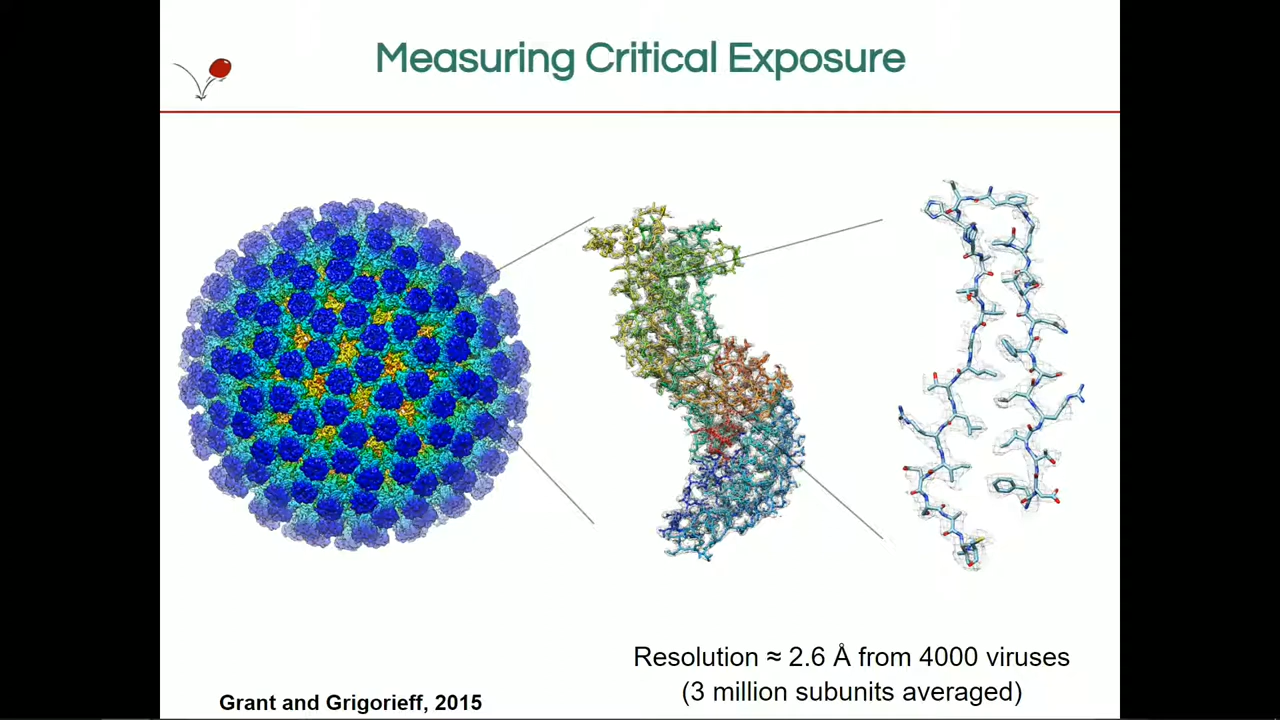 Measuring Critical Exposure
Resolution ≈ 2.6 Å from 4000 viruses
(3 million subunits averaged)
Grant and Grigorieff, 2015